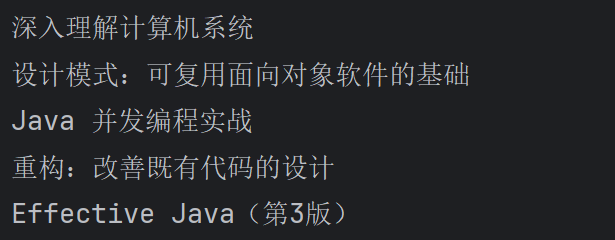 深入理解计算机系统
设计模式：可复用面向对象软件的基础
Java 并发编程实战
重构：改善既有代码的设计
Effective Java（第3版）